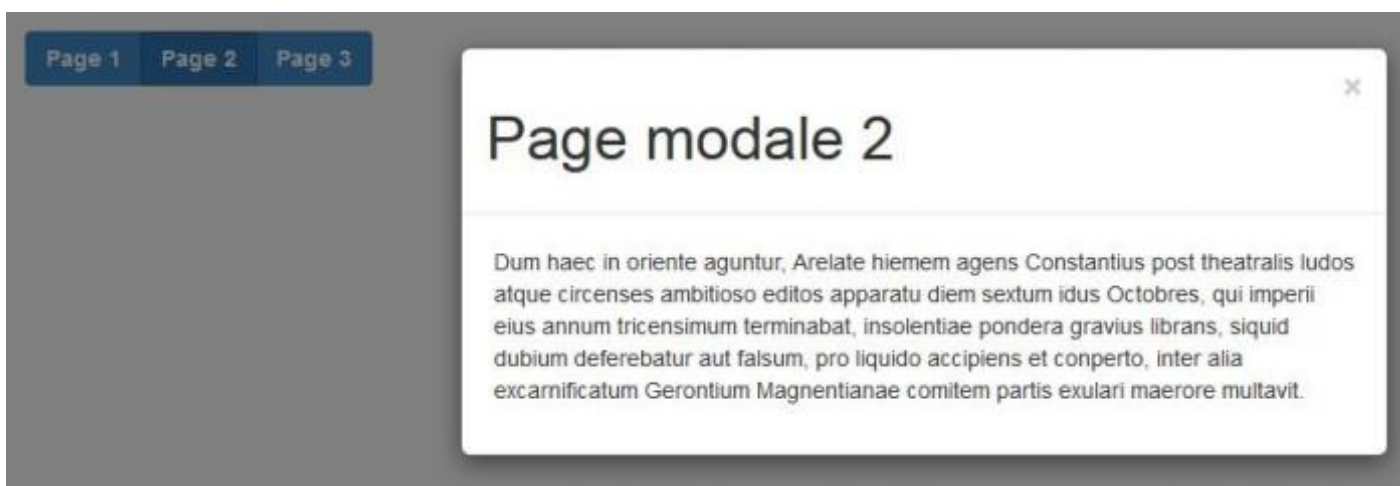 Page 1 Page 2 Page 3
×
Page modale 2
Dum haec in oriente aguntur, Arelate hiemem agens Constantius post theatralis ludos
atque circenses ambitioso editos apparatu diem sextum idus Octobres, qui imperii
eius annum tricensimum terminabat, insolentiae pondera gravius librans, siquid
dubium deferebatur aut falsum, pro liquido accipiens et conperto, inter alia
excarnificatum Gerontium Magnentianae comitem partis exulari maerore multavit.